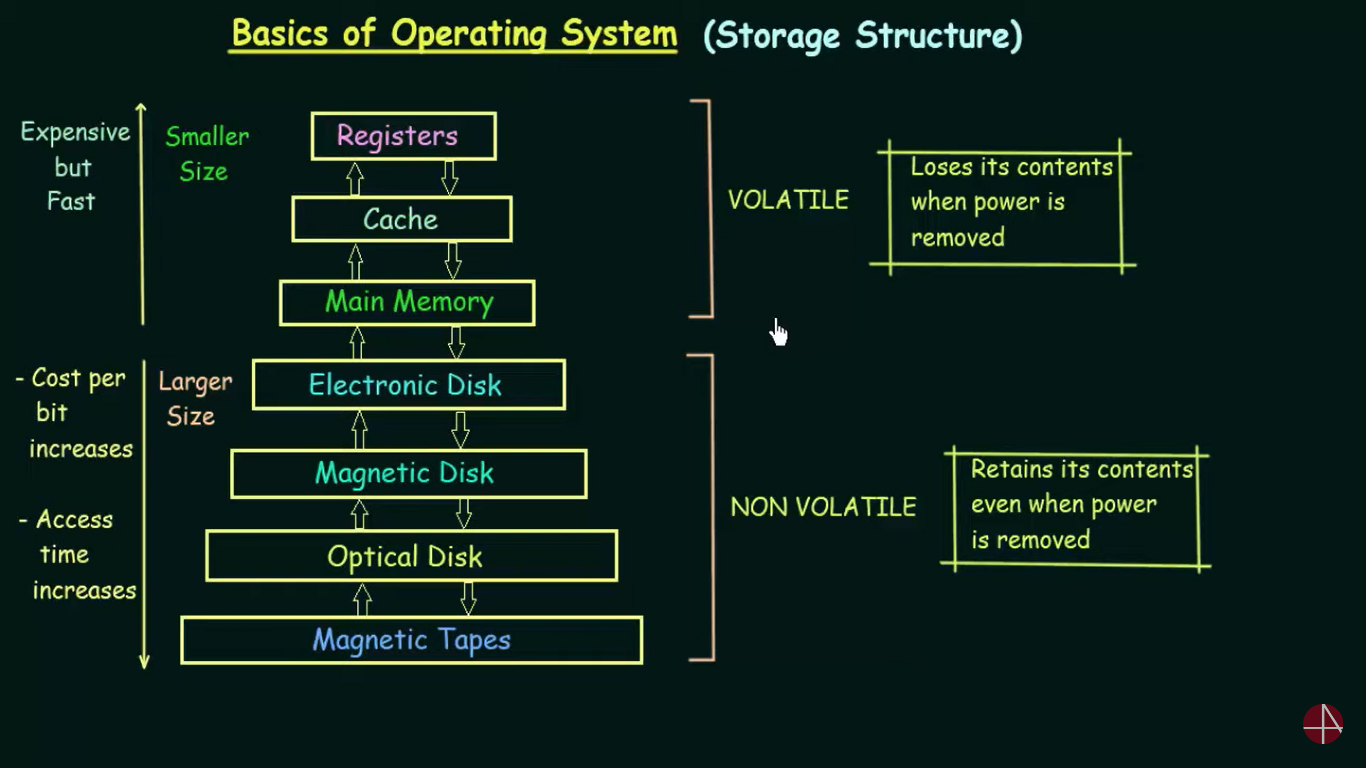 Basics of Operating System (Storage Structure)
Expensive
but
Fast
Smaller
Size
Registers
Cache
Main Memory
VOLATILE
Loses its contents
when power is
removed
- Cost per
bit
increases
- Access
time
increases
Larger
Size
Electronic Disk
Magnetic Disk
Optical Disk
Magnetic Tapes
NON VOLATILE
Retains its contents
even when power
is removed